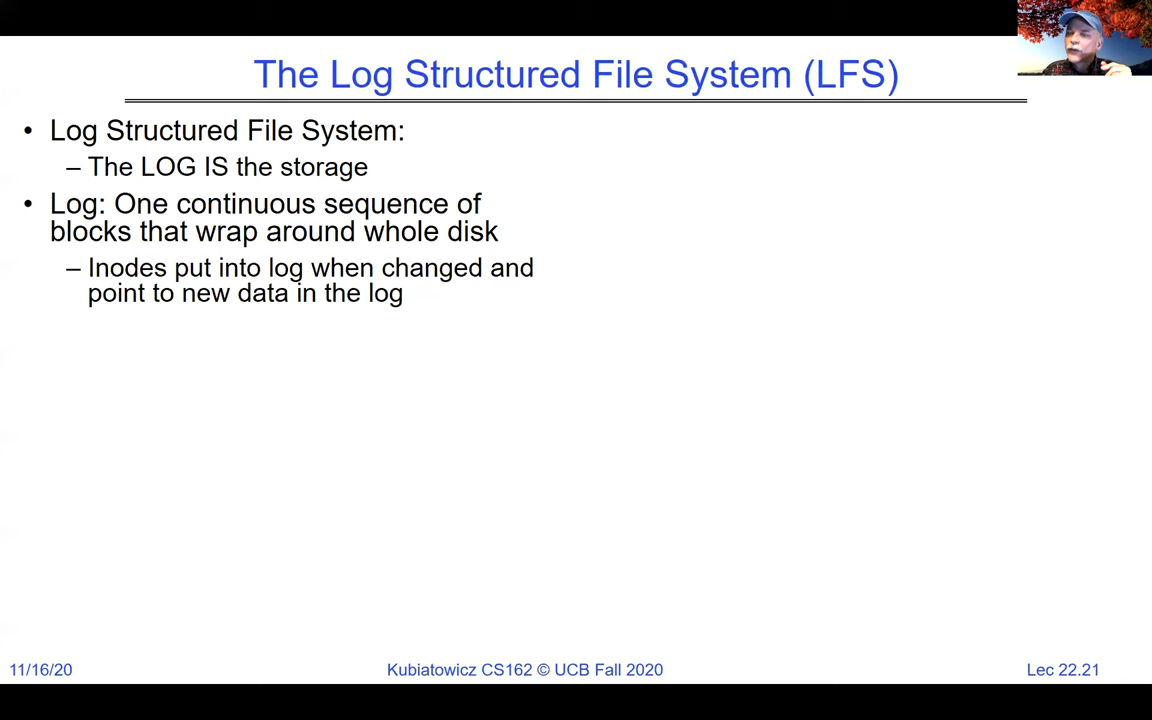 The Log Structured File System (LFS)
• Log Structured File System:
– The LOG IS the storage
• Log: One continuous sequence of
blocks that wrap around whole disk
– Inodes put into log when changed and
point to new data in the log
11/16/20 Kubiatowicz CS162 © UCB Fall 2020 Lec 22.21